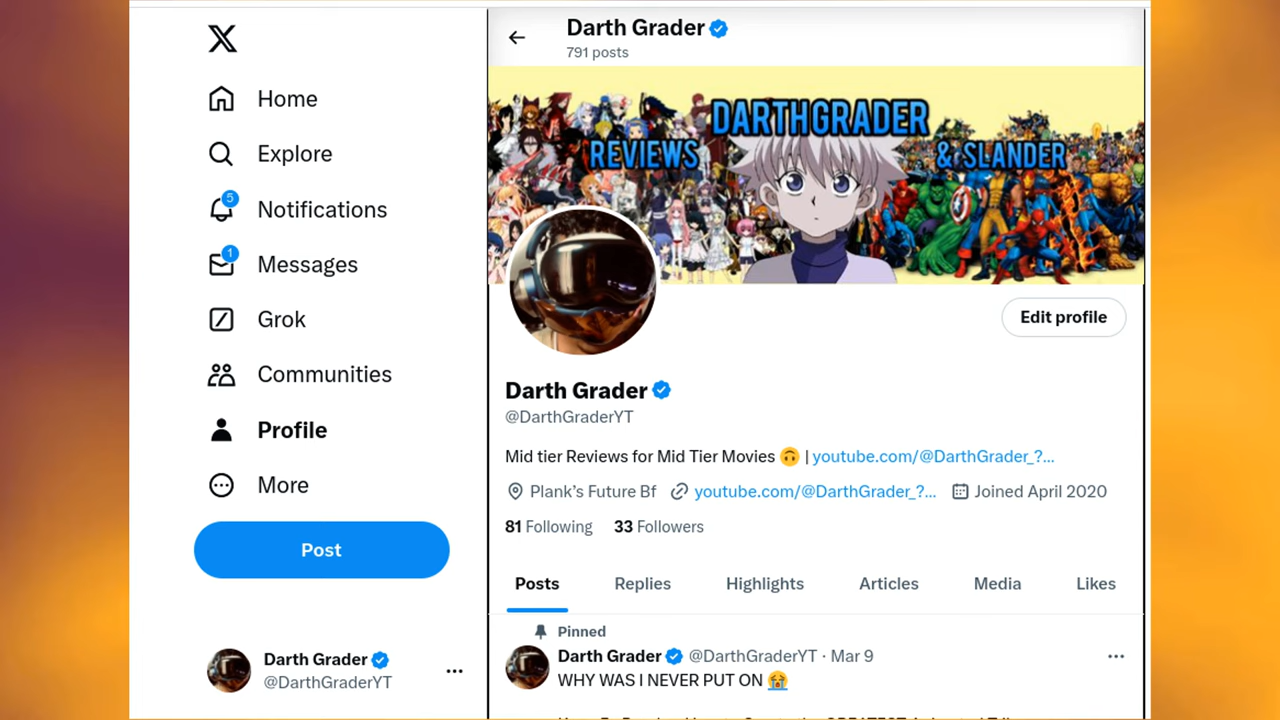 Darth Grader
791 posts
Home
Explore
5
Notifications
1
Messages
Grok
Communities
Profile
More
Post
Darth Grader
@DarthGraderYT
DARTHGRADER
REVIEWS & SLANDER
Edit profile
Darth Grader
@DarthGraderYT
Mid tier Reviews for Mid Tier Movies 🙃 | youtube.com/@DarthGrader_?...
Plank's Future Bf youtube.com/@DarthGrader_?... Joined April 2020
81 Following 33 Followers
Posts Replies Highlights Articles Media Likes
Pinned
Darth Grader @DarthGraderYT · Mar 9
WHY WAS I NEVER PUT ON 😭